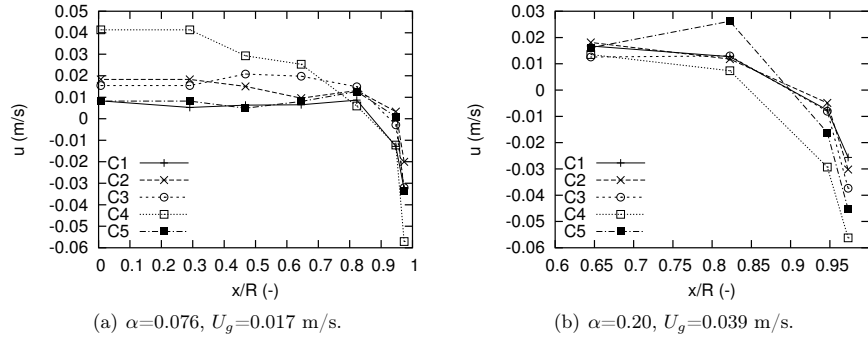 0.05
0.04
0.03
0.02
0.01
0
-0.01
-0.02
-0.03
-0.04
-0.05
-0.06
u (m/s)
C1
C2
C3
C4
C5
0 0.1 0.2 0.3 0.4 0.5 0.6 0.7 0.8 0.9 1
x/R (-)
(a) α=0.076, U_g=0.017 m/s.
0.03
0.02
0.01
0
-0.01
-0.02
-0.03
-0.04
-0.05
-0.06
u (m/s)
C1
C2
C3
C4
C5
0.6 0.65 0.7 0.75 0.8 0.85 0.9 0.95 1
x/R (-)
(b) α=0.20, U_g=0.039 m/s.